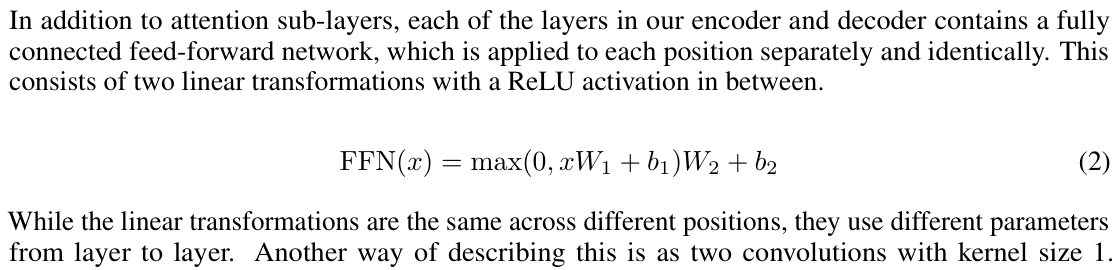 In addition to attention sub-layers, each of the layers in our encoder and decoder contains a fully
connected feed-forward network, which is applied to each position separately and identically. This
consists of two linear transformations with a ReLU activation in between.
FFN(x) = max(0, xW₁ + b₁)W₂ + b₂ (2)
While the linear transformations are the same across different positions, they use different parameters
from layer to layer. Another way of describing this is as two convolutions with kernel size 1.